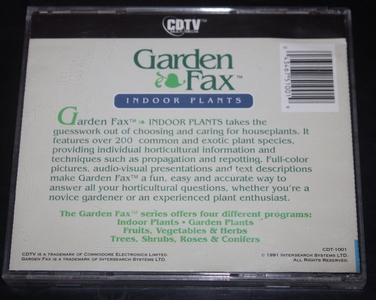 CDTV™
Garden
Fax™
INDOOR PLANTS
Garden Fax™ INDOOR PLANTS takes the
guesswork out of choosing and caring for houseplants. It
features over 200 common and exotic plant species,
providing individual horticultural information and
techniques such as propagation and repotting. Full-color
pictures, audio-visual presentations and text descriptions
make Garden Fax™ a fun, easy and accurate way to
answer all your horticultural questions, whether you're a
novice gardener or an experienced plant enthusiast.
The Garden Fax™ series offers four different programs:
Indoor Plants • Garden Plants
Fruits, Vegetables & Herbs
Trees, Shrubs, Roses & Conifers
CDT-1001
CDTV IS A TRADEMARK OF COMMODORE ELECTRONICS LIMITED.
GARDEN FAX IS A TRADEMARK OF INTERSEARCH SYSTEMS LTD.
© 1991 INTERSEARCH SYSTEMS LTD.
ALL RIGHTS RESERVED.